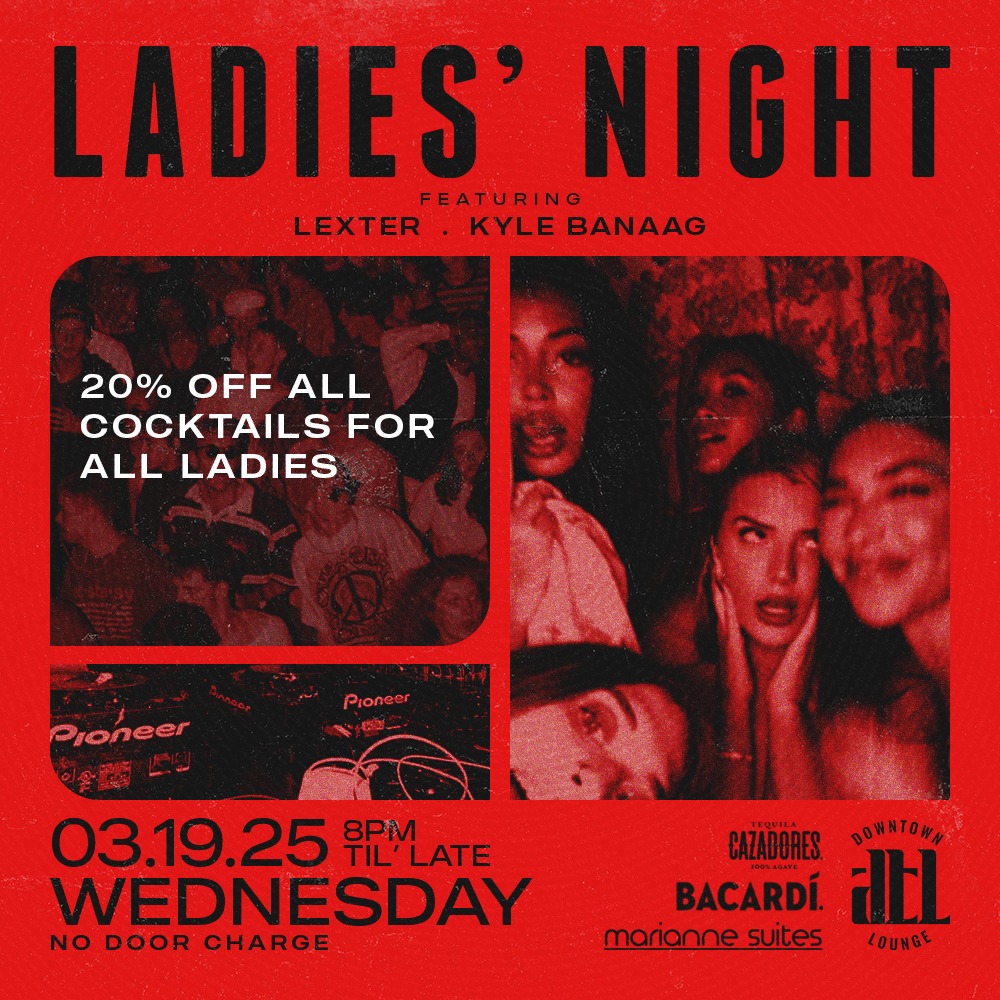 LADIES' NIGHT
FEATURING
LEXTER . KYLE BANAAG
20% OFF ALL
COCKTAILS FOR
ALL LADIES
Pioneer
Pioneer
Pioneer
03.19.25
8PM
TIL' LATE
WEDNESDAY
NO DOOR CHARGE
TEQUILA
CAZADORES.
100% AGAVE
BACARDÍ.
marianne suites
DOWNTOWN
dtl
LOUNGE